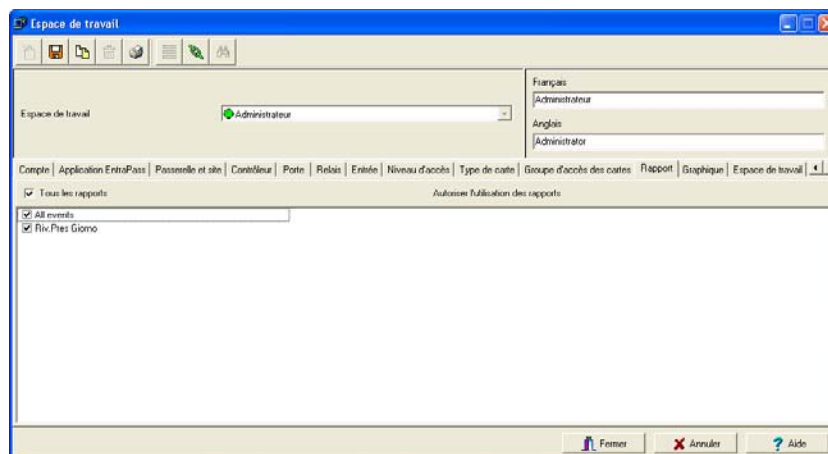 Espace de travail
Français
Administrateur
Espace de travail
Administrateur
Anglais
Administrator
Compte Application EntraPass Passerelle et site Contrôleur Porte Relais Entrée Niveau d'accès Type de carte Groupe d'accès des cartes Rapport Graphique Espace de travail
Tous les rapports Autoriser l'utilisation des rapports
All events
Riv.Pres Giorno
Fermer Annuler ? Aide